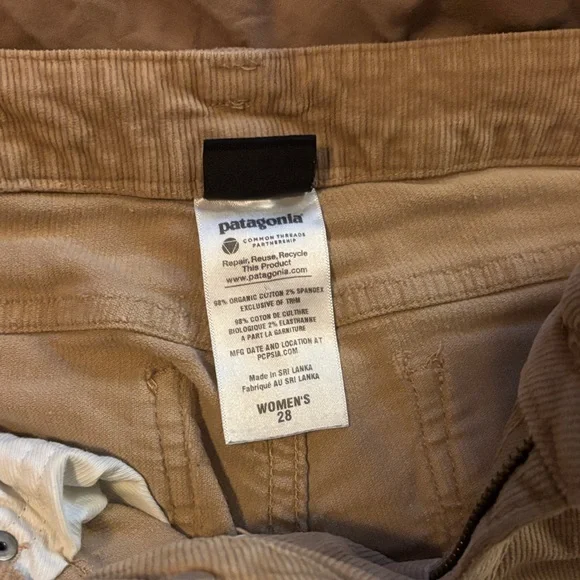 patagonia
COMMON THREADS
PARTNERSHIP
Repair, Reuse, Recycle
This Product
www.patagonia.com
98% ORGANIC COTTON 2% SPANDEX
EXCLUSIVE OF TRIM
98% COTON DE CULTURE
BIOLOGIQUE 2% ELASTHANNE
A PART LA GARNITURE
MFG DATE AND LOCATION AT
PCPSIA.COM
Made in SRI LANKA
Fabriqué AU SRI LANKA
WOMEN'S
28